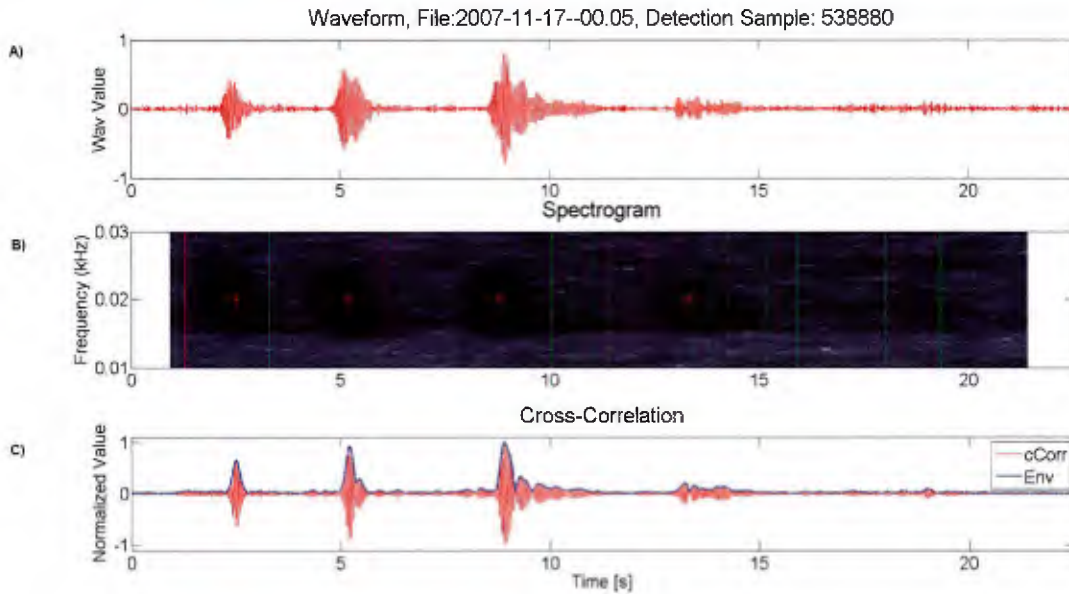 Waveform, File:2007-11-17--00.05, Detection Sample: 538880
A)
Wav Value
1
0
-1
0 5 10 15 20
Spectrogram
B)
Frequency (kHz)
0.03
0.02
0.01
0 5 10 15 20
Cross-Correlation
C)
Normalized Value
1
0
-1
cCorr
Env
0 5 10 15 20
Time [s]